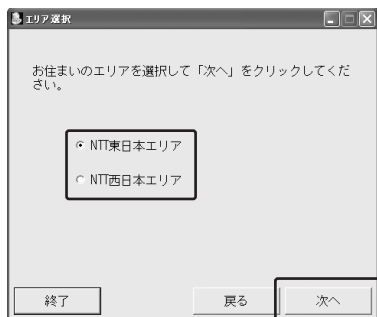 エリア選択
お住まいのエリアを選択して「次へ」をクリックしてくだ
さい。
NTT東日本エリア
NTT西日本エリア
終了
戻る
次へ